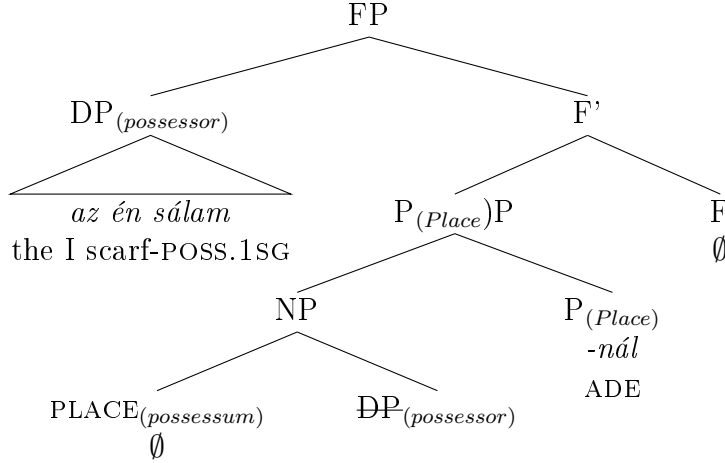 FP
DP(possessor) F'
az én sálam P(Place)P F
the I scarf-POSS.1SG ∅
NP P(Place)
-nál
PLACE(possessum) DP(possessor) ADE
∅